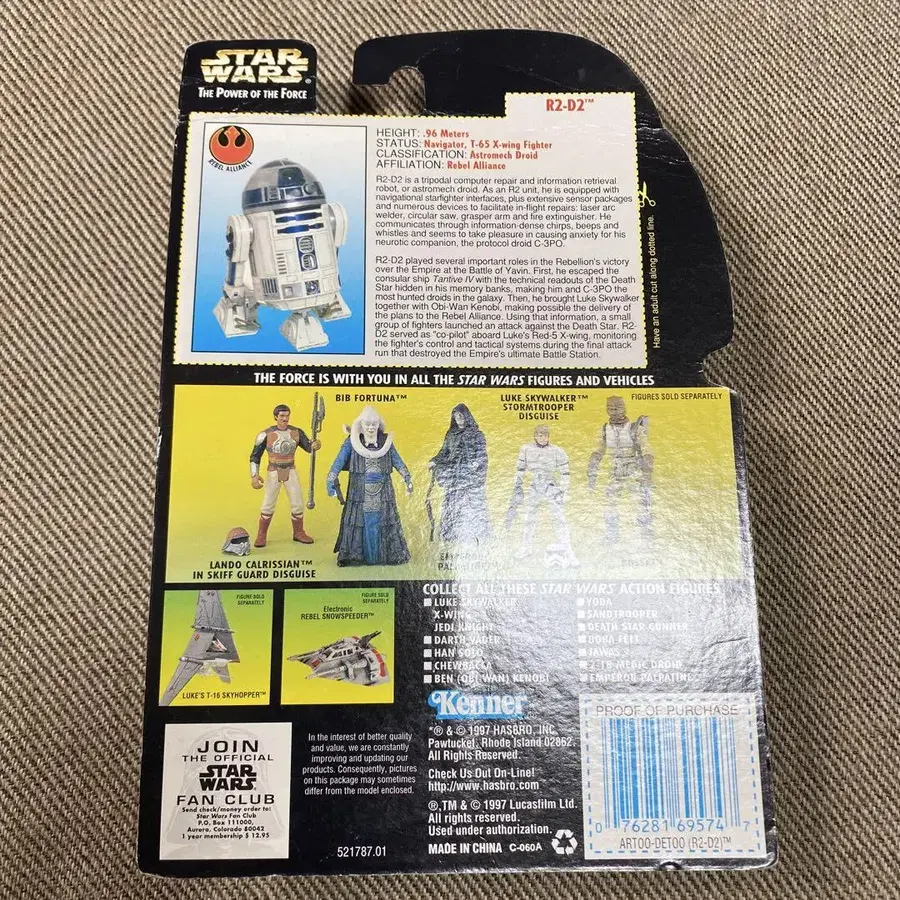 STAR
WARS®
THE POWER OF THE FORCE
R2-D2™
REBEL ALLIANCE
HEIGHT: .96 Meters
STATUS: Navigator, T-65 X-wing Fighter
CLASSIFICATION: Astromech Droid
AFFILIATION: Rebel Alliance
R2-D2 is a tripodal computer repair and information retrieval
robot, or astromech droid. As an R2 unit, he is equipped with
navigational starfighter interfaces, plus extensive sensor packages
and numerous devices to facilitate in-flight repairs: laser arc
welder, circular saw, grasper arm and fire extinguisher. He
communicates through information-dense chirps, beeps and
whistles and seems to take pleasure in causing anxiety for his
neurotic companion, the protocol droid C-3PO.
R2-D2 played several important roles in the Rebellion's victory
over the Empire at the Battle of Yavin. First, he escaped the
consular ship Tantive IV with the technical readouts of the Death
Star hidden in his memory banks, making him and C-3PO the
most hunted droids in the galaxy. Then, he brought Luke Skywalker
together with Obi-Wan Kenobi, making possible the delivery of
the plans to the Rebel Alliance. Using that information, a small
group of fighters launched an attack against the Death Star. R2-
D2 served as "co-pilot" aboard Luke's Red-5 X-wing, monitoring
the fighter's control and tactical systems during the final attack
run that destroyed the Empire's ultimate Battle Station.
Have an adult cut along dotted line.
THE FORCE IS WITH YOU IN ALL THE STAR WARS FIGURES AND VEHICLES
BIB FORTUNA™
LUKE SKYWALKER™
STORMTROOPER
DISGUISE
FIGURES SOLD SEPARATELY
LANDO CALRISSIAN™
IN SKIFF GUARD DISGUISE
EMPEROR
PALPATINE™
FIGURE SOLD
SEPARATELY
LUKE'S T-16 SKYHOPPER™
FIGURE SOLD
SEPARATELY
Electronic
REBEL SNOWSPEEDER™
COLLECT ALL THESE STAR WARS ACTION FIGURES
LUKE SKYWALKER
X-WING
JEDI KNIGHT
DARTH VADER
HAN SOLO
CHEWBACCA
BEN (OBI WAN) KENOBI
YODA
SANDTROOPER
DEATH STAR GUNNER
BOBA FETT
JAWAS
2-1B MEDIC DROID
EMPEROR PALPATINE
Kenner
*® & © 1997 HASBRO, INC.
Pawtucket, Rhode Island 02862.
All Rights Reserved.
Check Us Out On-Line!
http://www.hasbro.com
®,TM & © 1997 Lucasfilm Ltd.
All rights reserved.
Used under authorization.
MADE IN CHINA C-060A
PROOF OF PURCHASE
0 76281 69574 7
ARTOO-DETOO (R2-D2)™
JOIN
THE OFFICIAL
STAR
WARS
FAN CLUB
Send check/money order to:
Star Wars Fan Club
P.O. Box 111000,
Aurora, Colorado 80042
1 year membership $ 12.95
In the interest of better quality
and value, we are constantly
improving and updating our
products. Consequently, pictures
on this package may sometimes
differ from the model enclosed.
521787.01